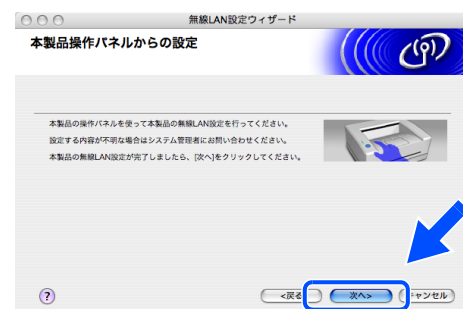 無線LAN設定ウィザード
本製品操作パネルからの設定
本製品の操作パネルを使って本製品の無線LAN設定を行ってください。
設定する内容が不明な場合はシステム管理者にお問い合わせください。
本製品の無線LAN設定が完了しましたら、[次へ]をクリックしてください。
? <戻る 次へ> キャンセル